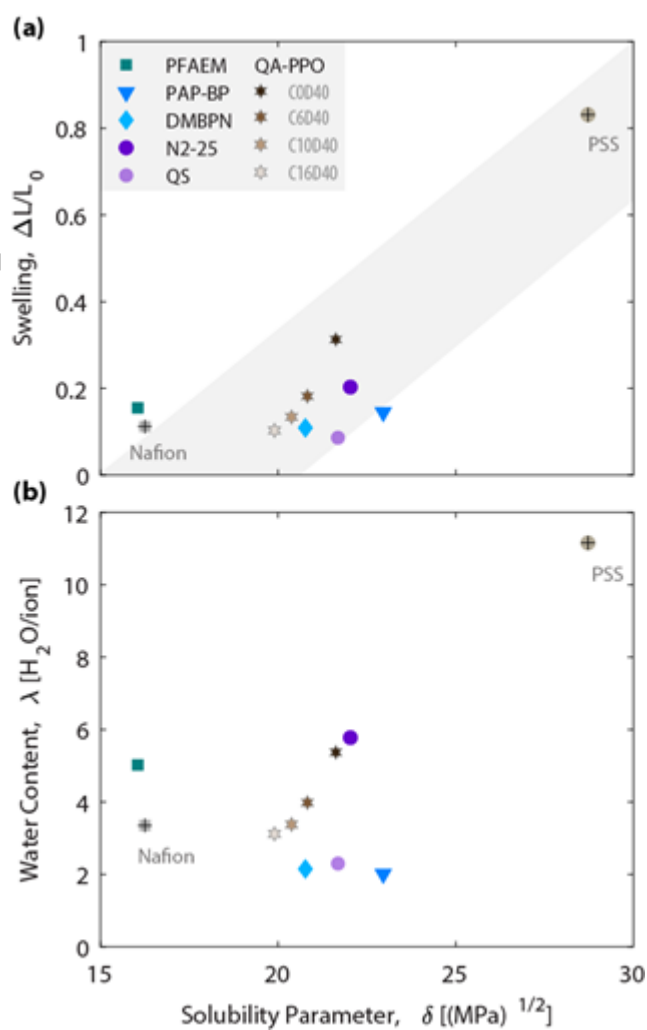 (a)
1
0.8
0.6
0.4
0.2
0
Swelling, ΔL/L₀
PFAEM
PAP-BP
DMBPN
N2-25
QS
QA-PPO
C0D40
C6D40
C10D40
C16D40
PSS
Nafion
(b)
12
10
8
6
4
2
0
Water Content, λ [H₂O/ion]
PSS
Nafion
15 20 25 30
Solubility Parameter, δ [(MPa) ¹/²]